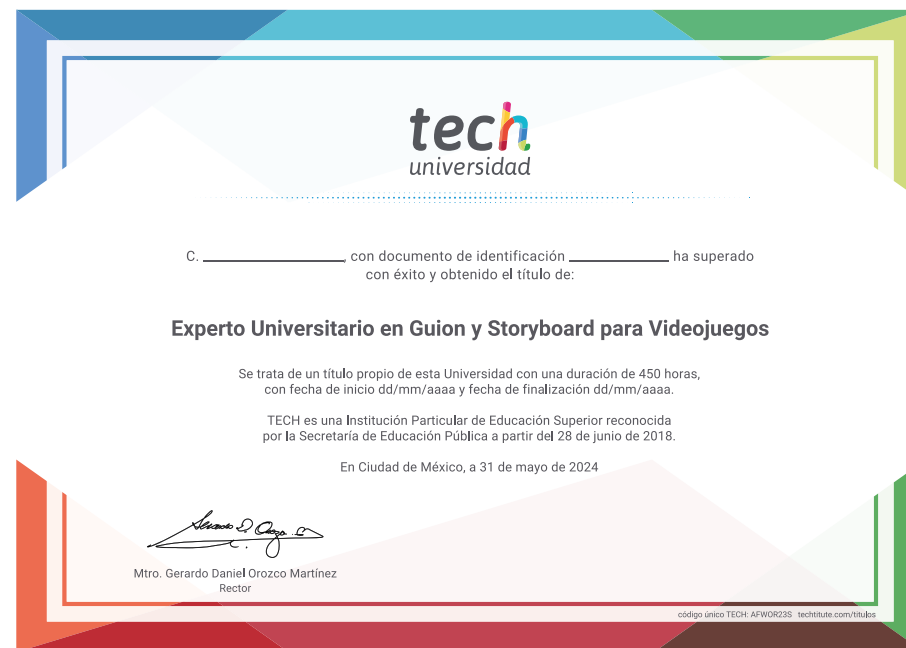 tech
universidad
C. ____________, con documento de identificación ____________ ha superado
con éxito y obtenido el título de:
Experto Universitario en Guion y Storyboard para Videojuegos
Se trata de un título propio de esta Universidad con una duración de 450 horas,
con fecha de inicio dd/mm/aaaa y fecha de finalización dd/mm/aaaa.
TECH es una Institución Particular de Educación Superior reconocida
por la Secretaría de Educación Pública a partir del 28 de junio de 2018.
En Ciudad de México, a 31 de mayo de 2024
Mtro. Gerardo Daniel Orozco Martínez
Rector
código único TECH: AFWOR23S techtitute.com/titulos